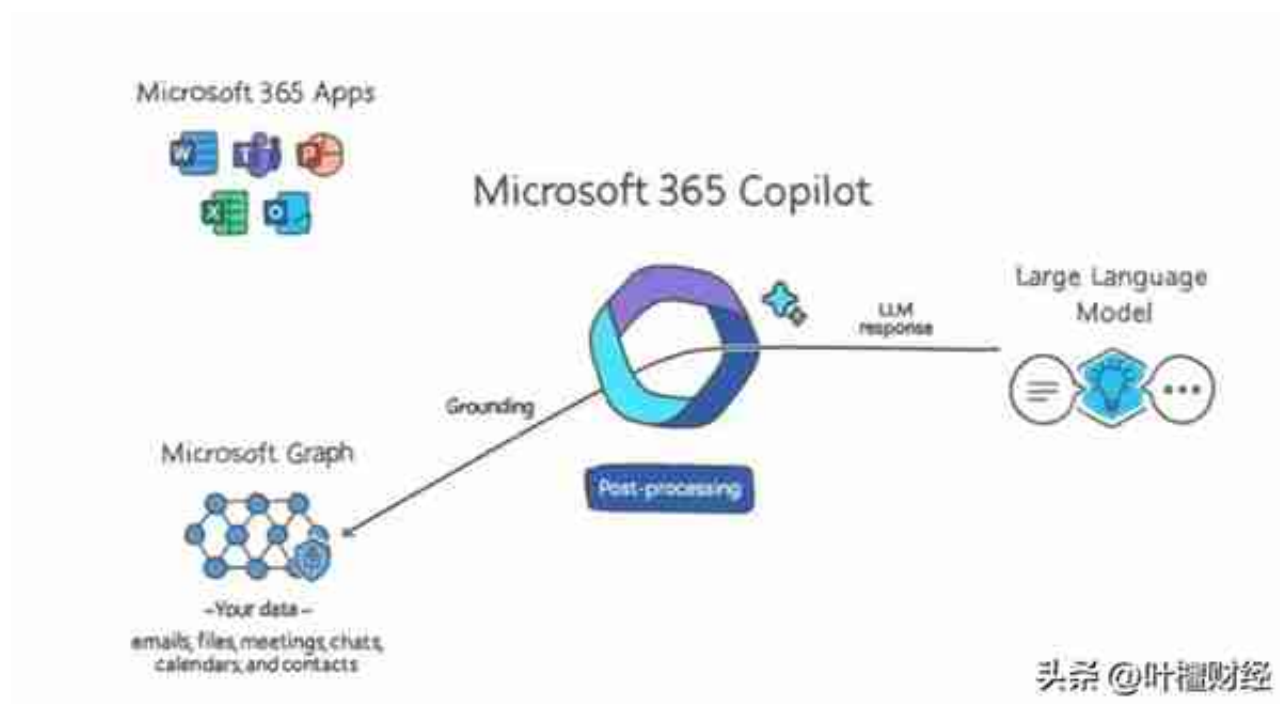 Microsoft 365 Apps
W
T
P
X
O
Microsoft 365 Copilot
Large Language
Model
LLM
response
Grounding
Microsoft Graph
Post-processing
-Your data-
emails, files, meetings, chats,
calendars, and contacts
头条 @叶檀财经